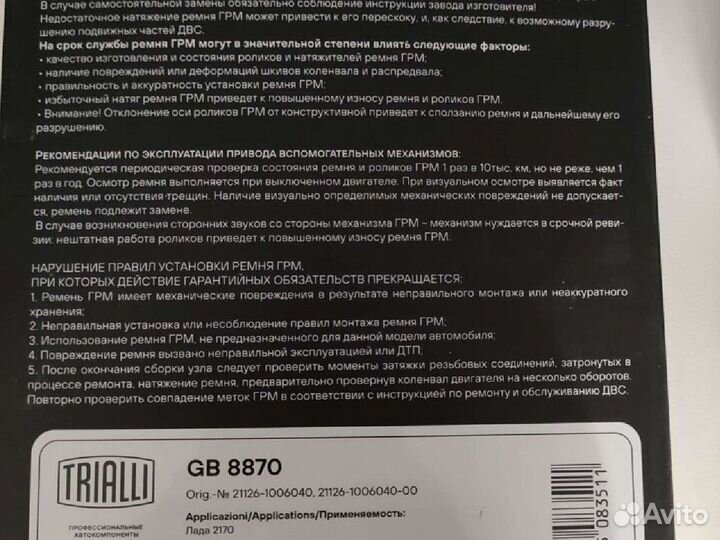 В случае самостоятельной замены обязательно соблюдение инструкции завода изготовителя!
Недостаточное натяжение ремня ГРМ может привести к его перескоку, и, как следствие, к возможному разру-
шению подвижных частей ДВС.
На срок службы ремня ГРМ могут в значительной степени влиять следующие факторы:
• качество изготовления и состояния роликов и натяжителей ремня ГРМ;
• наличие повреждений или деформаций шкивов коленвала и распредвала;
• правильность и аккуратность установки ремня ГРМ;
• избыточный натяг ремня ГРМ приведет к повышенному износу ремня и роликов ГРМ.
• Внимание! Отклонение оси роликов ГРМ от конструктивной приведет к сползанию ремня и дальнейшему его
разрушению.
РЕКОМЕНДАЦИИ ПО ЭКСПЛУАТАЦИИ ПРИВОДА ВСПОМОГАТЕЛЬНЫХ МЕХАНИЗМОВ:
Рекомендуется периодическая проверка состояния ремня и роликов ГРМ 1 раз в 10тыс. км, но не реже, чем 1
раз в год. Осмотр ремня выполняется при выключенном двигателе. При визуальном осмотре выявляется факт
наличия или отсутствия трещин. Наличие визуально определимых механических повреждений не допускает-
ся, ремень подлежит замене.
В случае возникновения сторонних звуков со стороны механизма ГРМ – механизм нуждается в срочной реви-
зии: нештатная работа роликов приведет к повышенному износу ремня ГРМ.
НАРУШЕНИЕ ПРАВИЛ УСТАНОВКИ РЕМНЯ ГРМ,
ПРИ КОТОРЫХ ДЕЙСТВИЕ ГАРАНТИЙНЫХ ОБЯЗАТЕЛЬСТВ ПРЕКРАЩАЕТСЯ:
1. Ремень ГРМ имеет механические повреждения в результате неправильного монтажа или неаккуратного
хранения;
2. Неправильная установка или несоблюдение правил монтажа ремня ГРМ;
3. Использование ремня ГРМ, не предназначенного для данной модели автомобиля;
4. Повреждение ремня вызвано неправильной эксплуатацией или ДТП;
5. После окончания сборки узла следует проверить моменты затяжки резьбовых соединений, затронутых в
процессе ремонта, натяжение ремня, предварительно провернув коленвал двигателя на несколько оборотов.
Повторно проверить совпадение меток ГРМ в соответствии с инструкцией по ремонту и обслуживанию ДВС.
TRIALLI
ПРОФЕССИОНАЛЬНЫЕ
АВТОКОМПОНЕНТЫ
GB 8870
Orig.-№ 21126-1006040, 21126-1006040-00
Applicazioni/Applications/Применяемость:
Лада 2170
083511
Avito